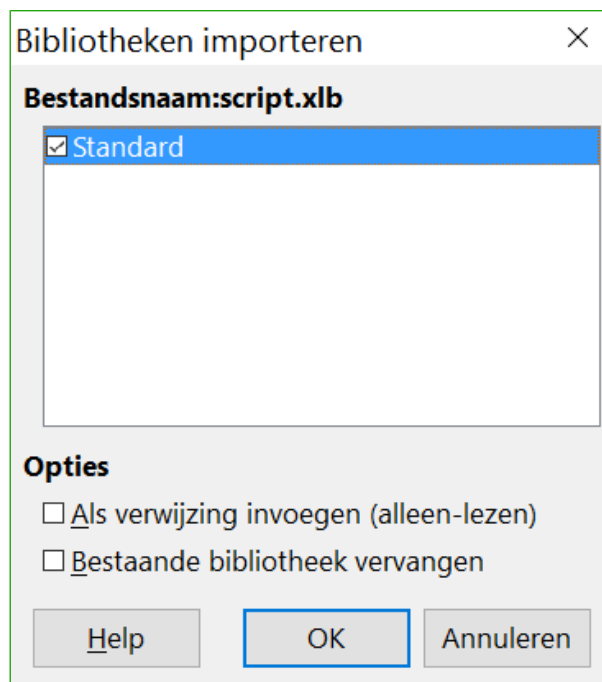 Bibliotheken importeren
Bestandsnaam:script.xlb
Standard
Opties
Als verwijzing invoegen (alleen-lezen)
Bestaande bibliotheek vervangen
Help OK Annuleren